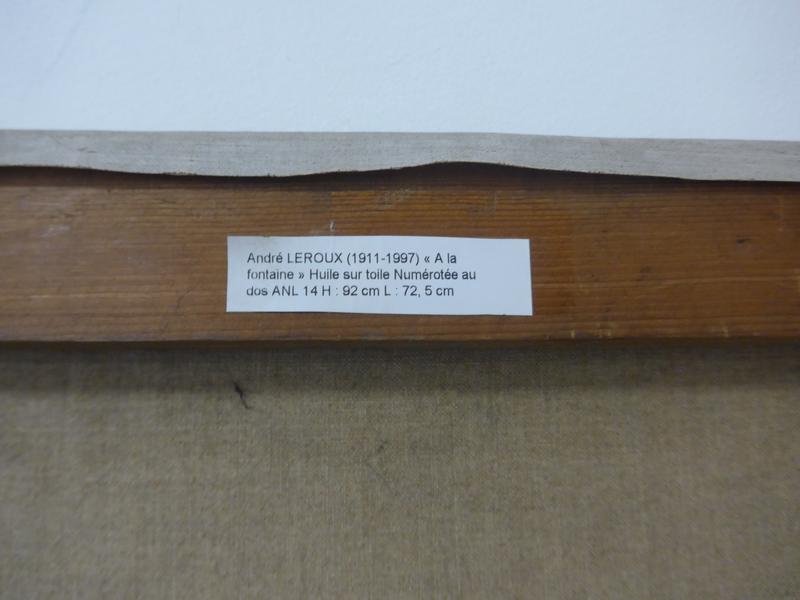 André LEROUX (1911-1997) « A la
fontaine » Huile sur toile Numérotée au
dos ANL 14 H : 92 cm L : 72, 5 cm